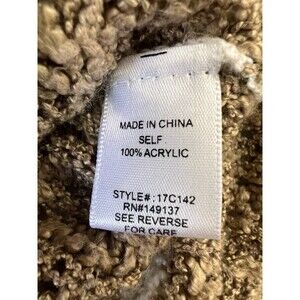 MADE IN CHINA
SELF
100% ACRYLIC
STYLE#: 17C142
RN#149137
SEE REVERSE
FOR CARE